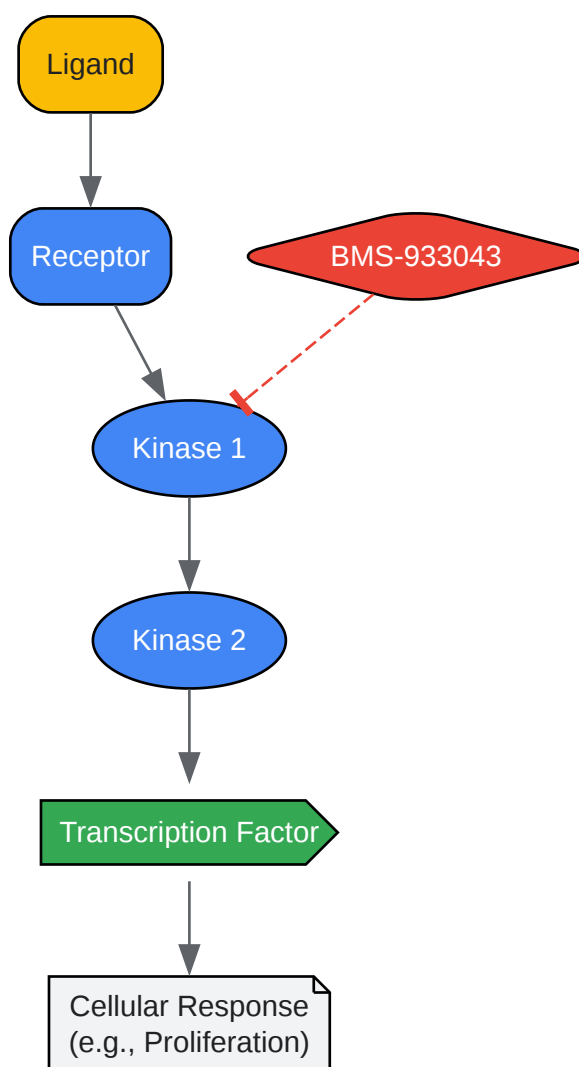 Ligand
Receptor
BMS-933043
Kinase 1
Kinase 2
Transcription Factor
Cellular Response
(e.g., Proliferation)